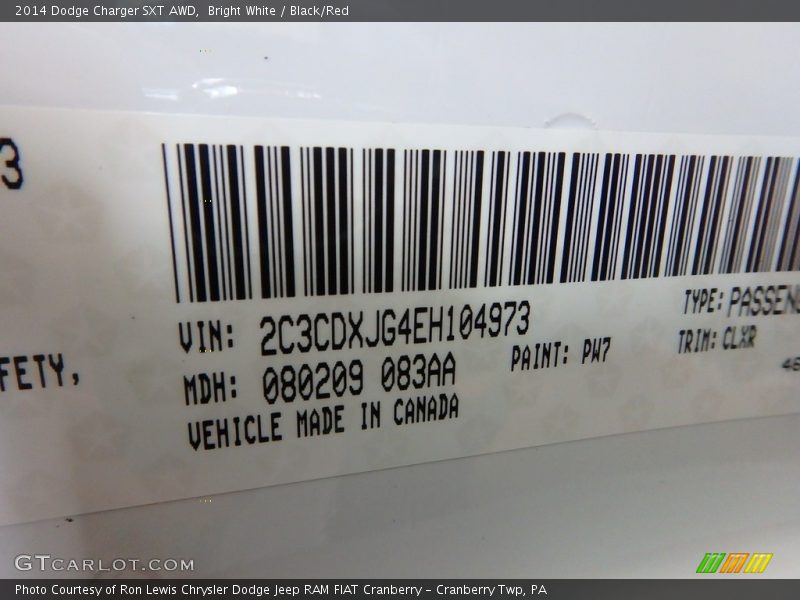 2014 Dodge Charger SXT AWD,  Bright White / Black/Red
3
VIN: 2C3CDXJG4EH104973
TYPE: PASSEN
FETY,
MDH: 080209 083AA
PAINT: PW7
TRIM: CLXR
VEHICLE MADE IN CANADA
46
GTCARLOT.COM
Photo Courtesy of Ron Lewis Chrysler Dodge Jeep RAM FIAT Cranberry – Cranberry Twp, PA